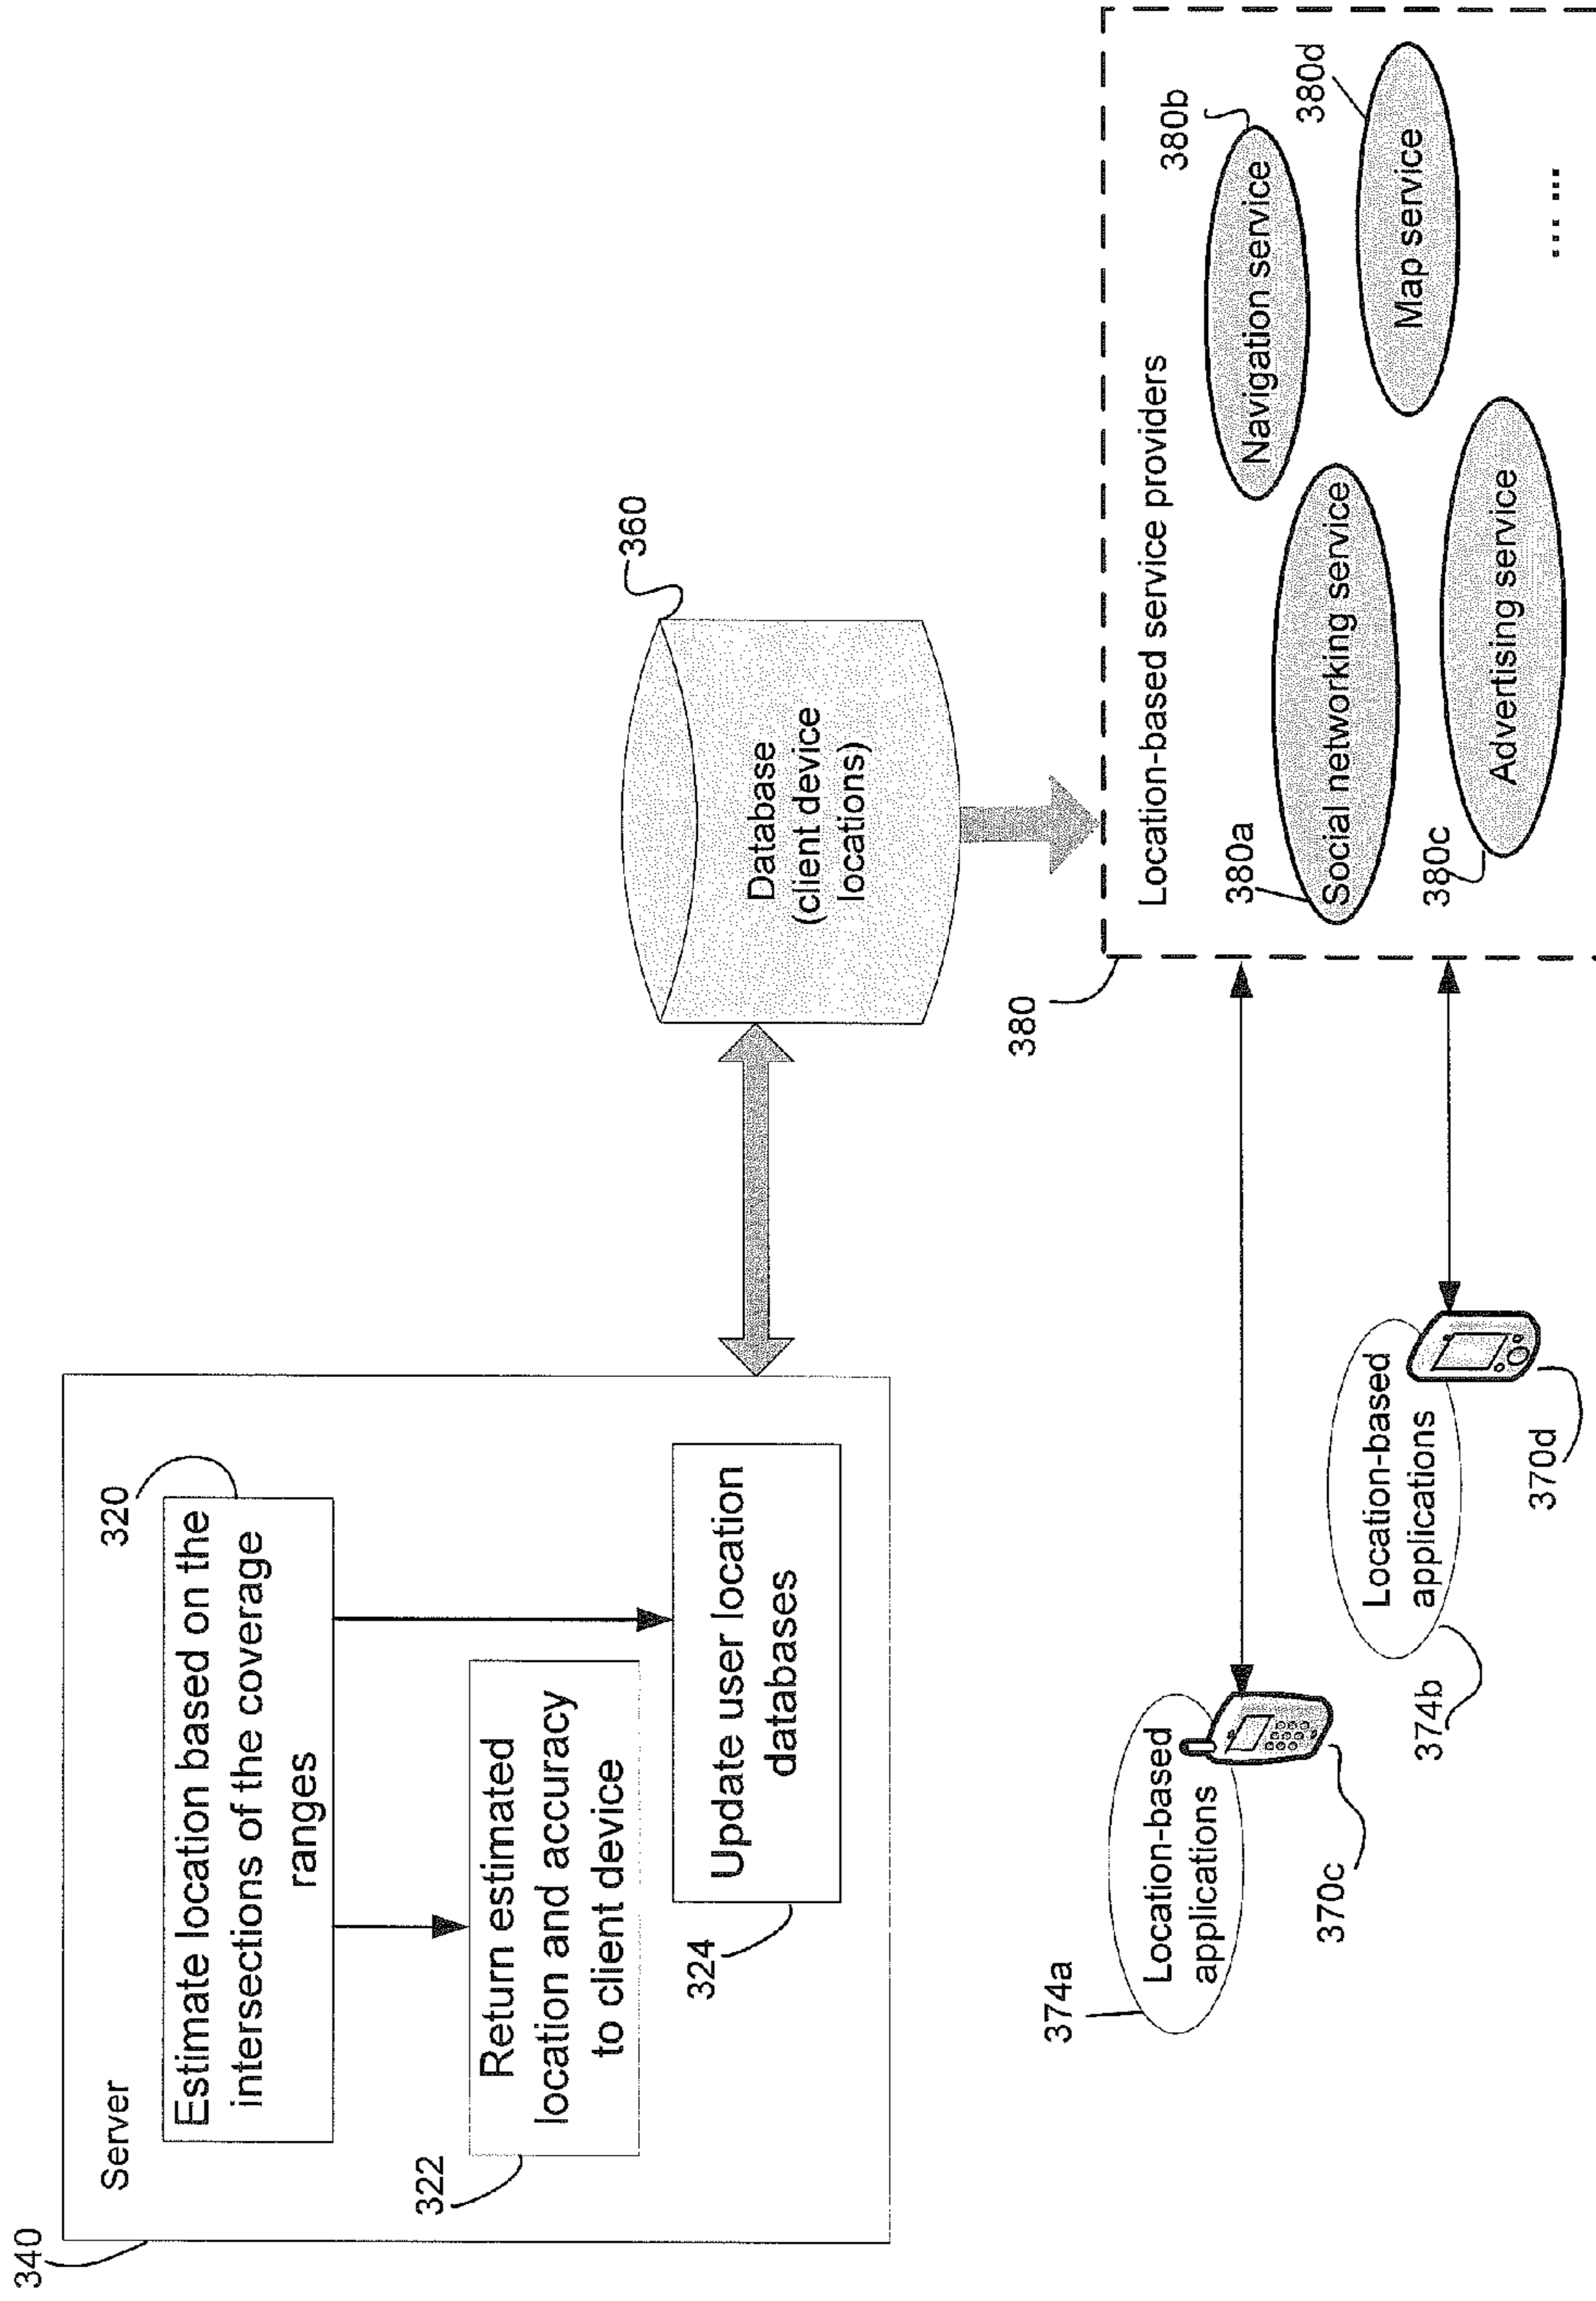 340
Server
320
Estimate location based on the
intersections of the coverage
ranges
322
Return estimated
location and accuracy
to client device
324
Update user location
databases
360
Database
(client device
locations)
374a
Location-based
applications
370c
374b
Location-based
applications
370d
380
Location-based service providers
380a
Social networking service
380b
Navigation service
380c
Advertising service
380d
Map service
... ...